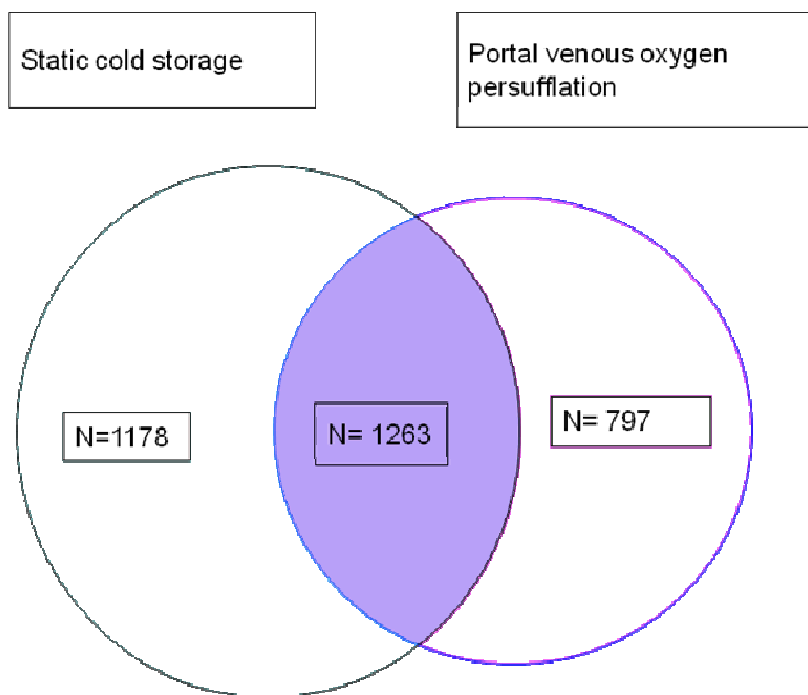 Static cold storage
Portal venous oxygen
persufflation
N=1178
N= 1263
N= 797